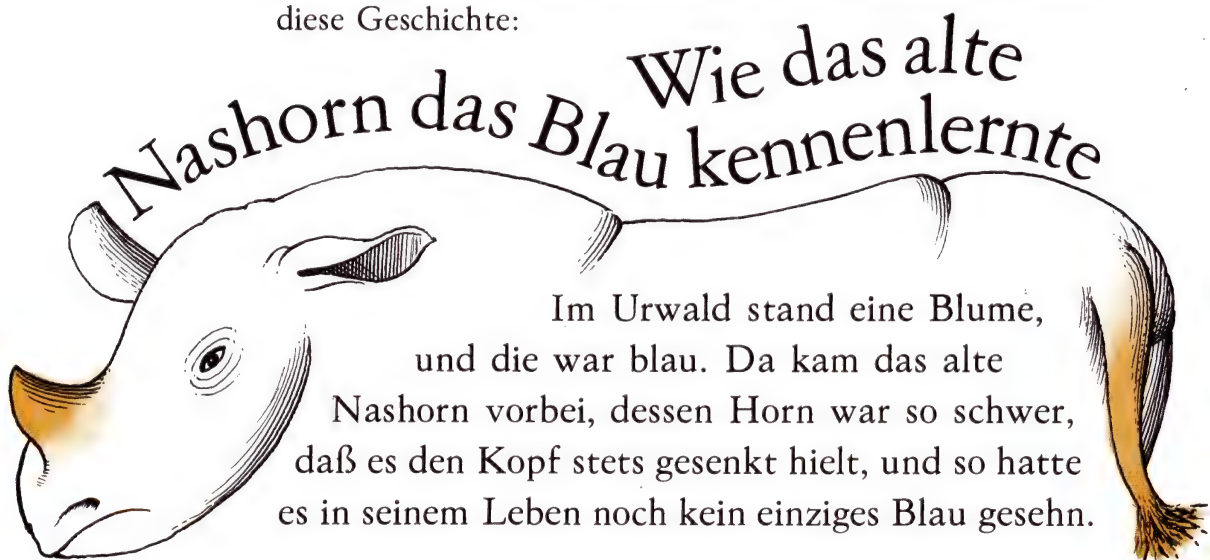 diese Geschichte:
Wie das alte
Nashorn das Blau kennenlernte
Im Urwald stand eine Blume,
und die war blau. Da kam das alte
Nashorn vorbei, dessen Horn war so schwer,
daß es den Kopf stets gesenkt hielt, und so hatte
es in seinem Leben noch kein einziges Blau gesehn.